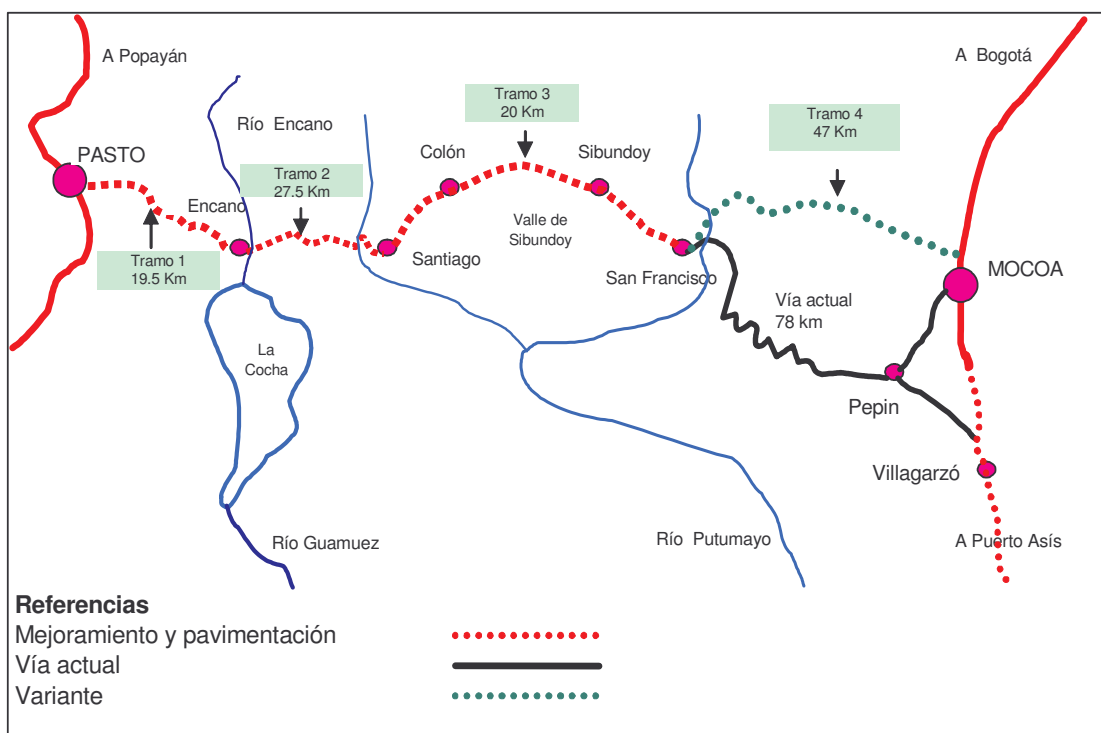 A Popayán
A Bogotá
Tramo 3
20 Km
Tramo 4
47 Km
Río Encano
PASTO
Colón
Sibundoy
Tramo 2
27.5 Km
Encano
Valle de
Sibundoy
Tramo 1
19.5 Km
Santiago
San Francisco
MOCOA
Vía actual
78 km
La
Cocha
Pepin
Villagarzó
Río Guamuez
Río Putumayo
A Puerto Asís
Referencias
Mejoramiento y pavimentación
Vía actual
Variante